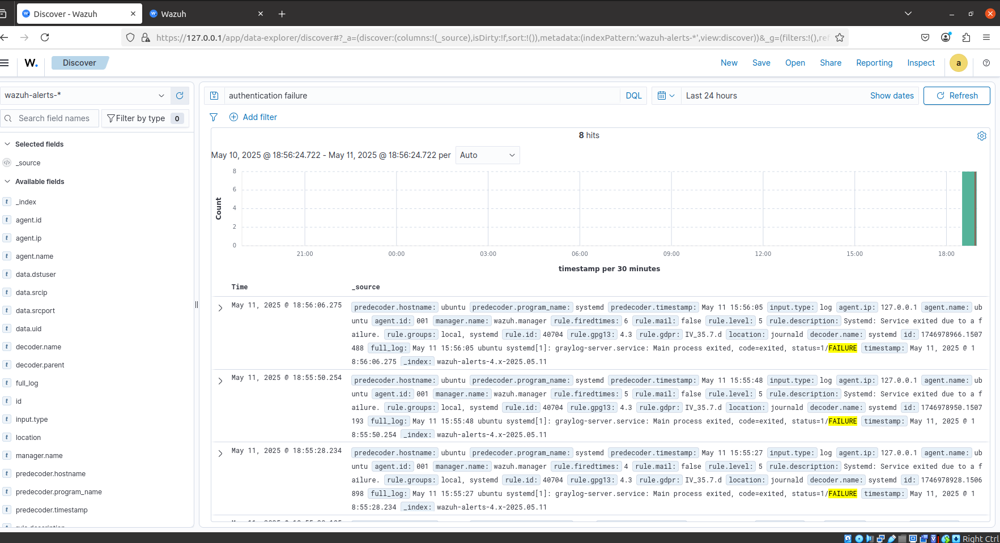 Discover - Wazuh
Wazuh
https://127.0.0.1/app/data-explorer/discover#?_a=(discover:(columns:!(_source),isDirty:!f,sort:!()),metadata:(indexPattern:'wazuh-alerts-*',view:discover))&_g=(filters:!(),ref
W. Discover New Save Open Share Reporting Inspect a
wazuh-alerts-*
authentication failure DQL Last 24 hours Show dates Refresh
Search field names Filter by type 0
Add filter
Selected fields
_source
Available fields
_index
agent.id
agent.ip
agent.name
data.dstuser
data.srcip
data.srcport
data.uid
decoder.name
decoder.parent
full_log
id
input.type
location
manager.name
predecoder.hostname
predecoder.program_name
predecoder.timestamp
rule.description
8 hits
May 10, 2025 @ 18:56:24.722 - May 11, 2025 @ 18:56:24.722 per Auto
Count
8
6
4
2
0
21:00 00:00 03:00 06:00 09:00 12:00 15:00 18:00
timestamp per 30 minutes
Time _source
May 11, 2025 @ 18:56:06.275 predecoder.hostname: ubuntu predecoder.program_name: systemd predecoder.timestamp: May 11 15:56:05 input.type: log agent.ip: 127.0.0.1 agent.name: ub
untu agent.id: 001 manager.name: wazuh.manager rule.firedtimes: 6 rule.mail: false rule.level: 5 rule.description: Systemd: Service exited due to a f
ailure. rule.groups: local, systemd rule.id: 40704 rule.gpg13: 4.3 rule.gdpr: IV_35.7.d location: journald decoder.name: systemd id: 1746978966.1507
488 full_log: May 11 15:56:05 ubuntu systemd[1]: graylog-server.service: Main process exited, code=exited, status=1/FAILURE timestamp: May 11, 2025 @ 1
8:56:06.275 _index: wazuh-alerts-4.x-2025.05.11
May 11, 2025 @ 18:55:50.254 predecoder.hostname: ubuntu predecoder.program_name: systemd predecoder.timestamp: May 11 15:55:48 input.type: log agent.ip: 127.0.0.1 agent.name: ub
untu agent.id: 001 manager.name: wazuh.manager rule.firedtimes: 5 rule.mail: false rule.level: 5 rule.description: Systemd: Service exited due to a f
ailure. rule.groups: local, systemd rule.id: 40704 rule.gpg13: 4.3 rule.gdpr: IV_35.7.d location: journald decoder.name: systemd id: 1746978950.1507
193 full_log: May 11 15:55:48 ubuntu systemd[1]: graylog-server.service: Main process exited, code=exited, status=1/FAILURE timestamp: May 11, 2025 @ 1
8:55:50.254 _index: wazuh-alerts-4.x-2025.05.11
May 11, 2025 @ 18:55:28.234 predecoder.hostname: ubuntu predecoder.program_name: systemd predecoder.timestamp: May 11 15:55:27 input.type: log agent.ip: 127.0.0.1 agent.name: ub
untu agent.id: 001 manager.name: wazuh.manager rule.firedtimes: 4 rule.mail: false rule.level: 5 rule.description: Systemd: Service exited due to a f
ailure. rule.groups: local, systemd rule.id: 40704 rule.gpg13: 4.3 rule.gdpr: IV_35.7.d location: journald decoder.name: systemd id: 1746978928.1506
898 full_log: May 11 15:55:27 ubuntu systemd[1]: graylog-server.service: Main process exited, code=exited, status=1/FAILURE timestamp: May 11, 2025 @ 1
8:55:28.234 _index: wazuh-alerts-4.x-2025.05.11
Right Ctrl